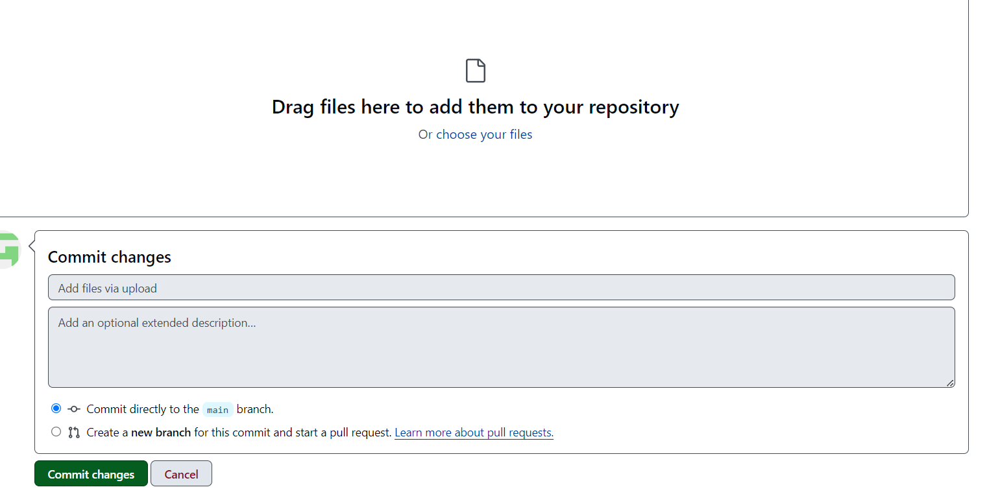 Drag files here to add them to your repository
Or choose your files
Commit changes
Add files via upload
Add an optional extended description...
Commit directly to the main branch.
Create a new branch for this commit and start a pull request. Learn more about pull requests.
Commit changes Cancel